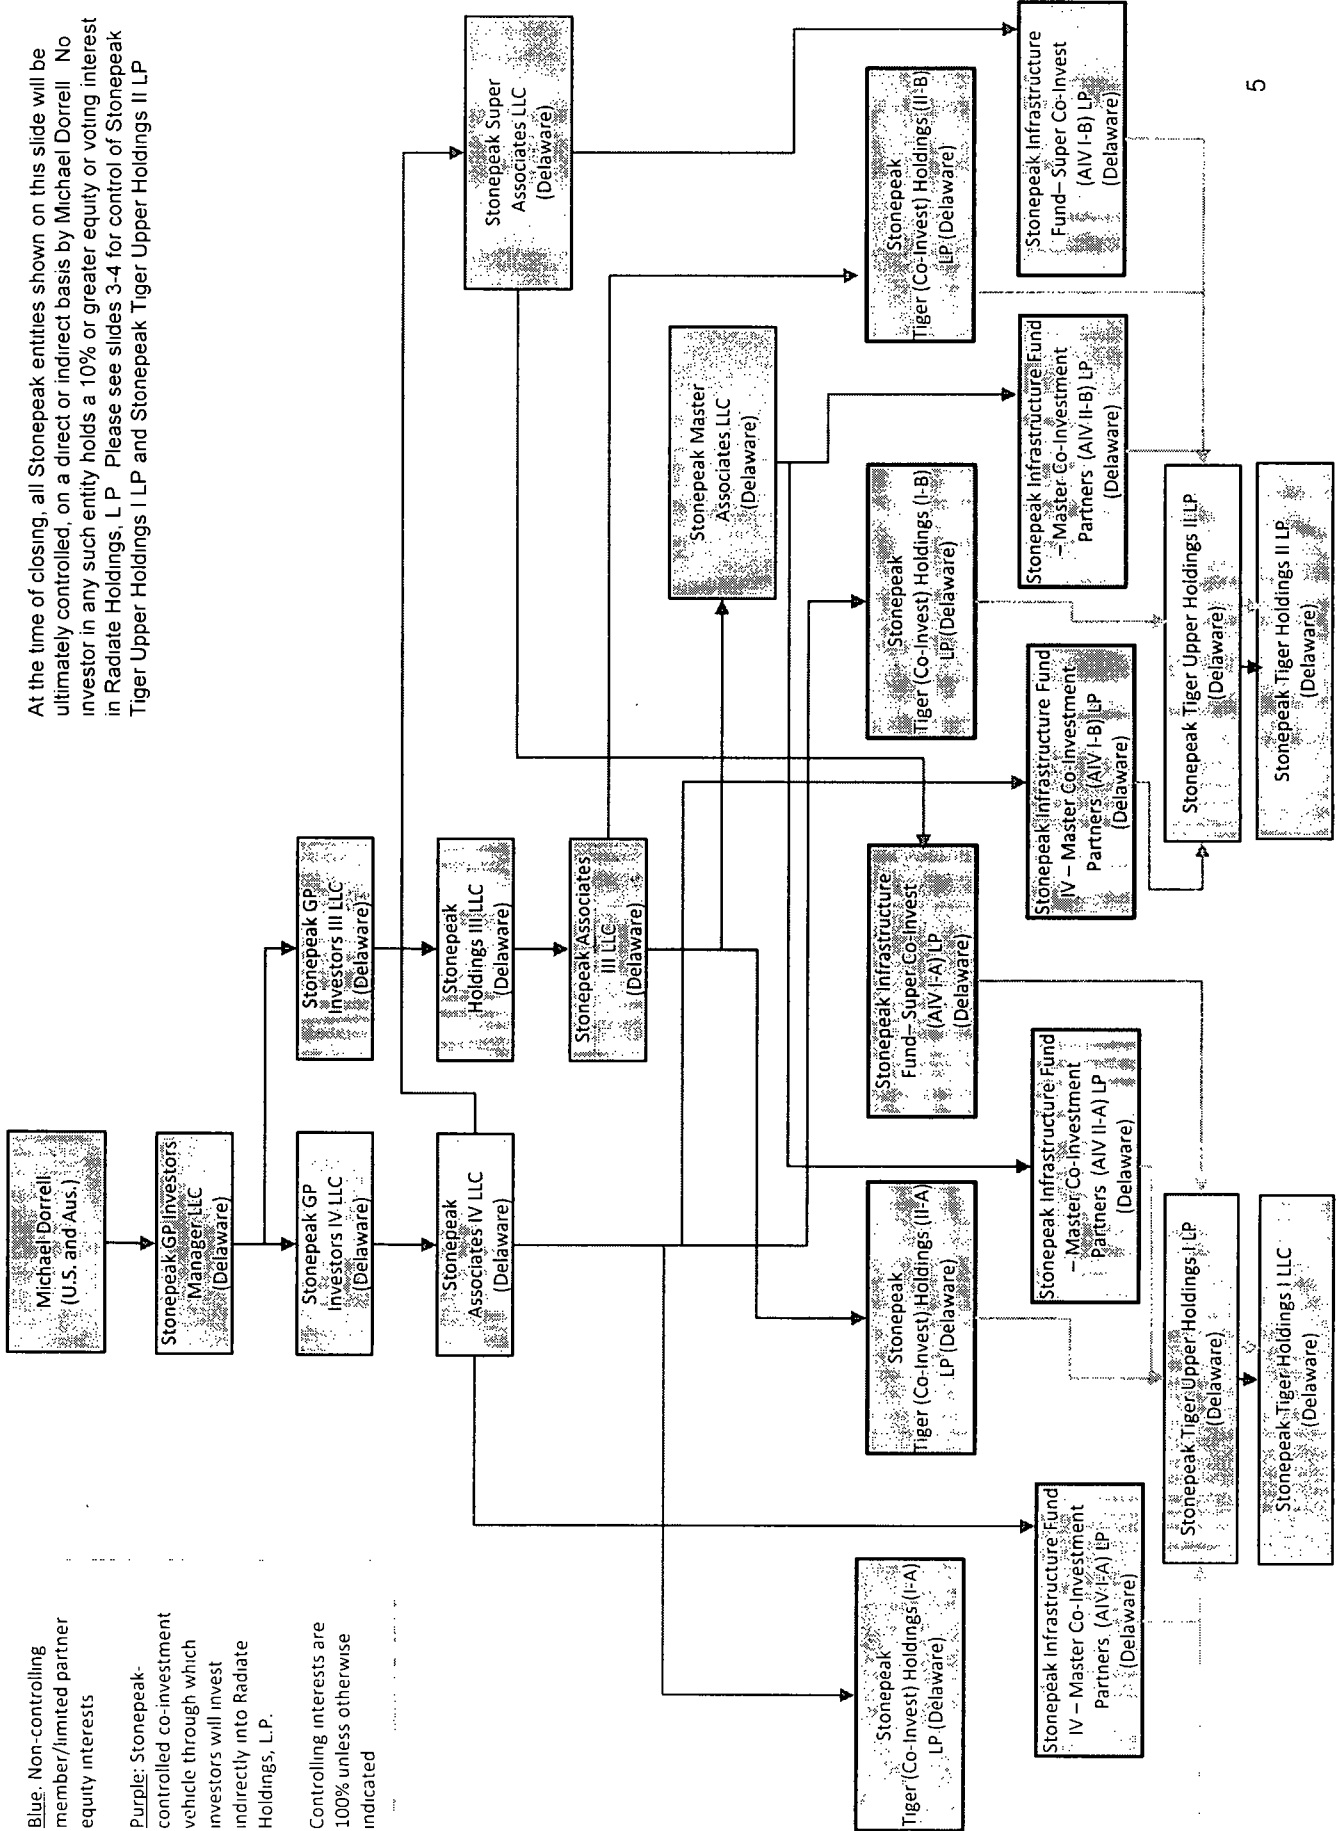 At the time of closing, all Stonepeak entities shown on this slide will be
ultimately controlled, on a direct or indirect basis by Michael Dorrell No
investor in any such entity holds a 10% or greater equity or voting interest
in Radiate Holdings, L P Please see slides 3-4 for control of Stonepeak
Tiger Upper Holdings I LP and Stonepeak Tiger Upper Holdings II LP
Blue. Non-controlling
member/limited partner
equity interests
Purple: Stonepeak-
controlled co-investment
vehicle through which
investors will invest
indirectly into Radiate
Holdings, L.P.
Controlling interests are
100% unless otherwise
indicated
Michael Dorrell
(U.S. and Aus.)
Stonepeak GP Investors
Manager LLC
(Delaware)
Stonepeak GP
Investors IV LLC
(Delaware)
Stonepeak GP
Investors III LLC
(Delaware)
Stonepeak
Associates IV LLC
(Delaware)
Stonepeak
Holdings III LLC
(Delaware)
Stonepeak Super
Associates LLC
(Delaware)
Stonepeak Associates
III LLC
(Delaware)
Stonepeak Master
Associates LLC
(Delaware)
Stonepeak
Tiger (Co-Invest) Holdings (I-A)
LP (Delaware)
Stonepeak
Tiger (Co-Invest) Holdings (II-A)
LP (Delaware)
Stonepeak Infrastructure
Fund– Super Co-Invest
(AIV I-A) LP
(Delaware)
Stonepeak
Tiger (Co-Invest) Holdings (I-B)
LP (Delaware)
Stonepeak
Tiger (Co-Invest) Holdings (II-B)
LP (Delaware)
Stonepeak Infrastructure Fund
IV – Master Co-Investment
Partners (AIV I-A) LP
(Delaware)
Stonepeak Infrastructure Fund
– Master Co-Investment
Partners (AIV II-A) LP
(Delaware)
Stonepeak Infrastructure Fund
IV – Master Co-Investment
Partners (AIV I-B) LP
(Delaware)
Stonepeak Infrastructure Fund
– Master Co-Investment
Partners (AIV II-B) LP
(Delaware)
Stonepeak Infrastructure
Fund– Super Co-Invest
(AIV I-B) LP
(Delaware)
Stonepeak Tiger Upper Holdings I LP
(Delaware)
Stonepeak Tiger Upper Holdings II LP
(Delaware)
Stonepeak Tiger Holdings I LLC
(Delaware)
Stonepeak Tiger Holdings II LP
(Delaware)
5